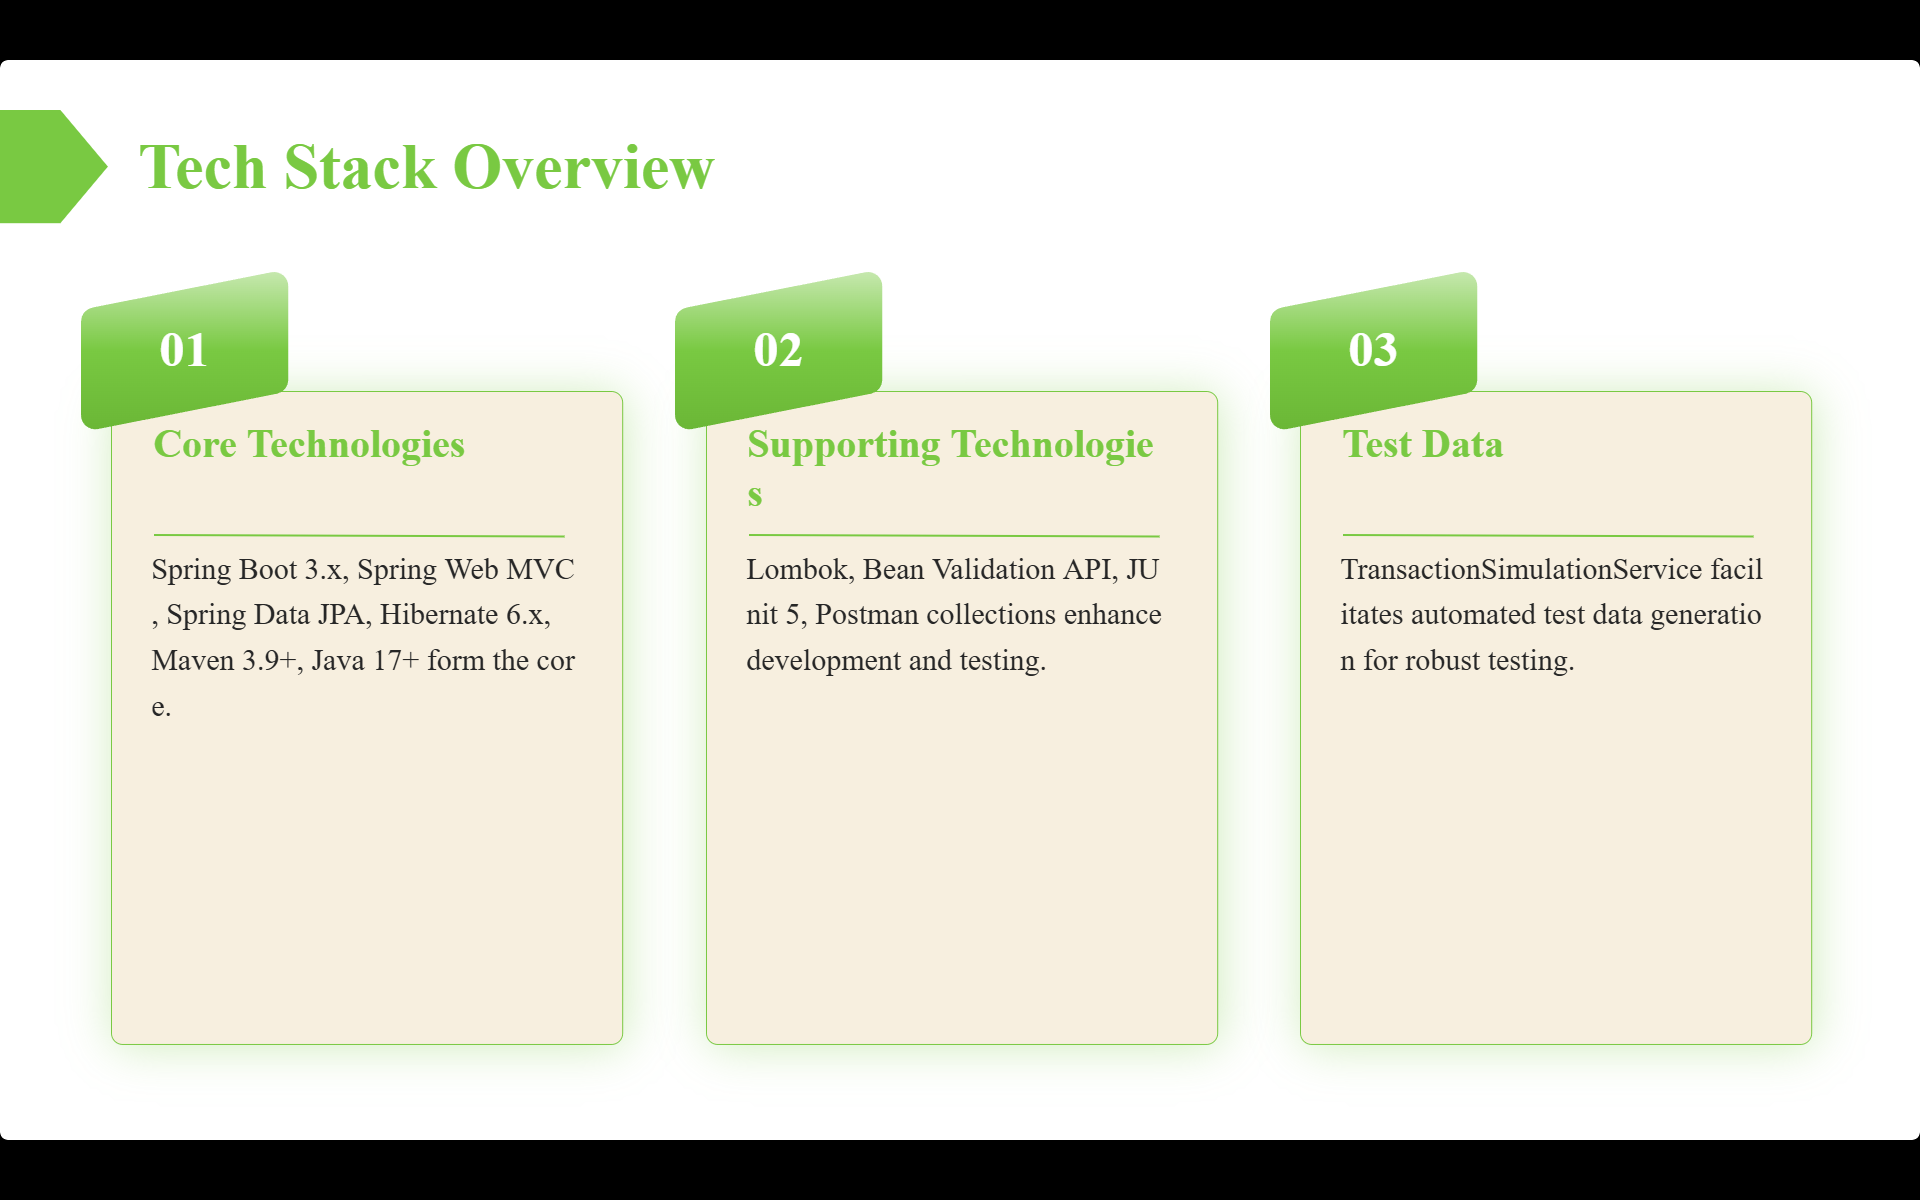 Tech Stack Overview
01
Core Technologies
Spring Boot 3.x, Spring Web MVC
, Spring Data JPA, Hibernate 6.x,
Maven 3.9+, Java 17+ form the cor
e.
02
Supporting Technologie
s
Lombok, Bean Validation API, JU
nit 5, Postman collections enhance
development and testing.
03
Test Data
TransactionSimulationService facil
itates automated test data generatio
n for robust testing.